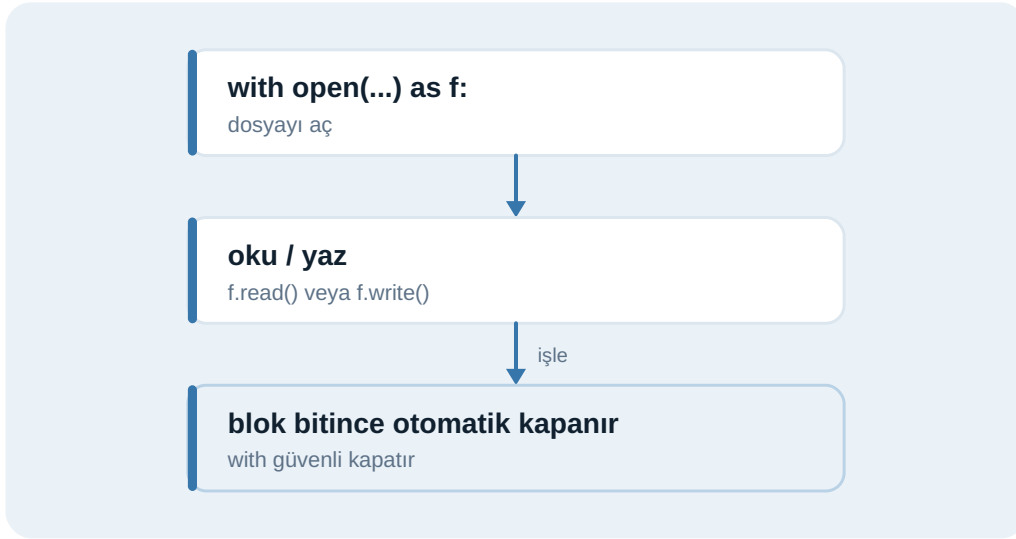 with open(...) as f:
dosyayı aç
oku / yaz
f.read() veya f.write()
işle
blok bitince otomatik kapanır
with güvenli kapatır